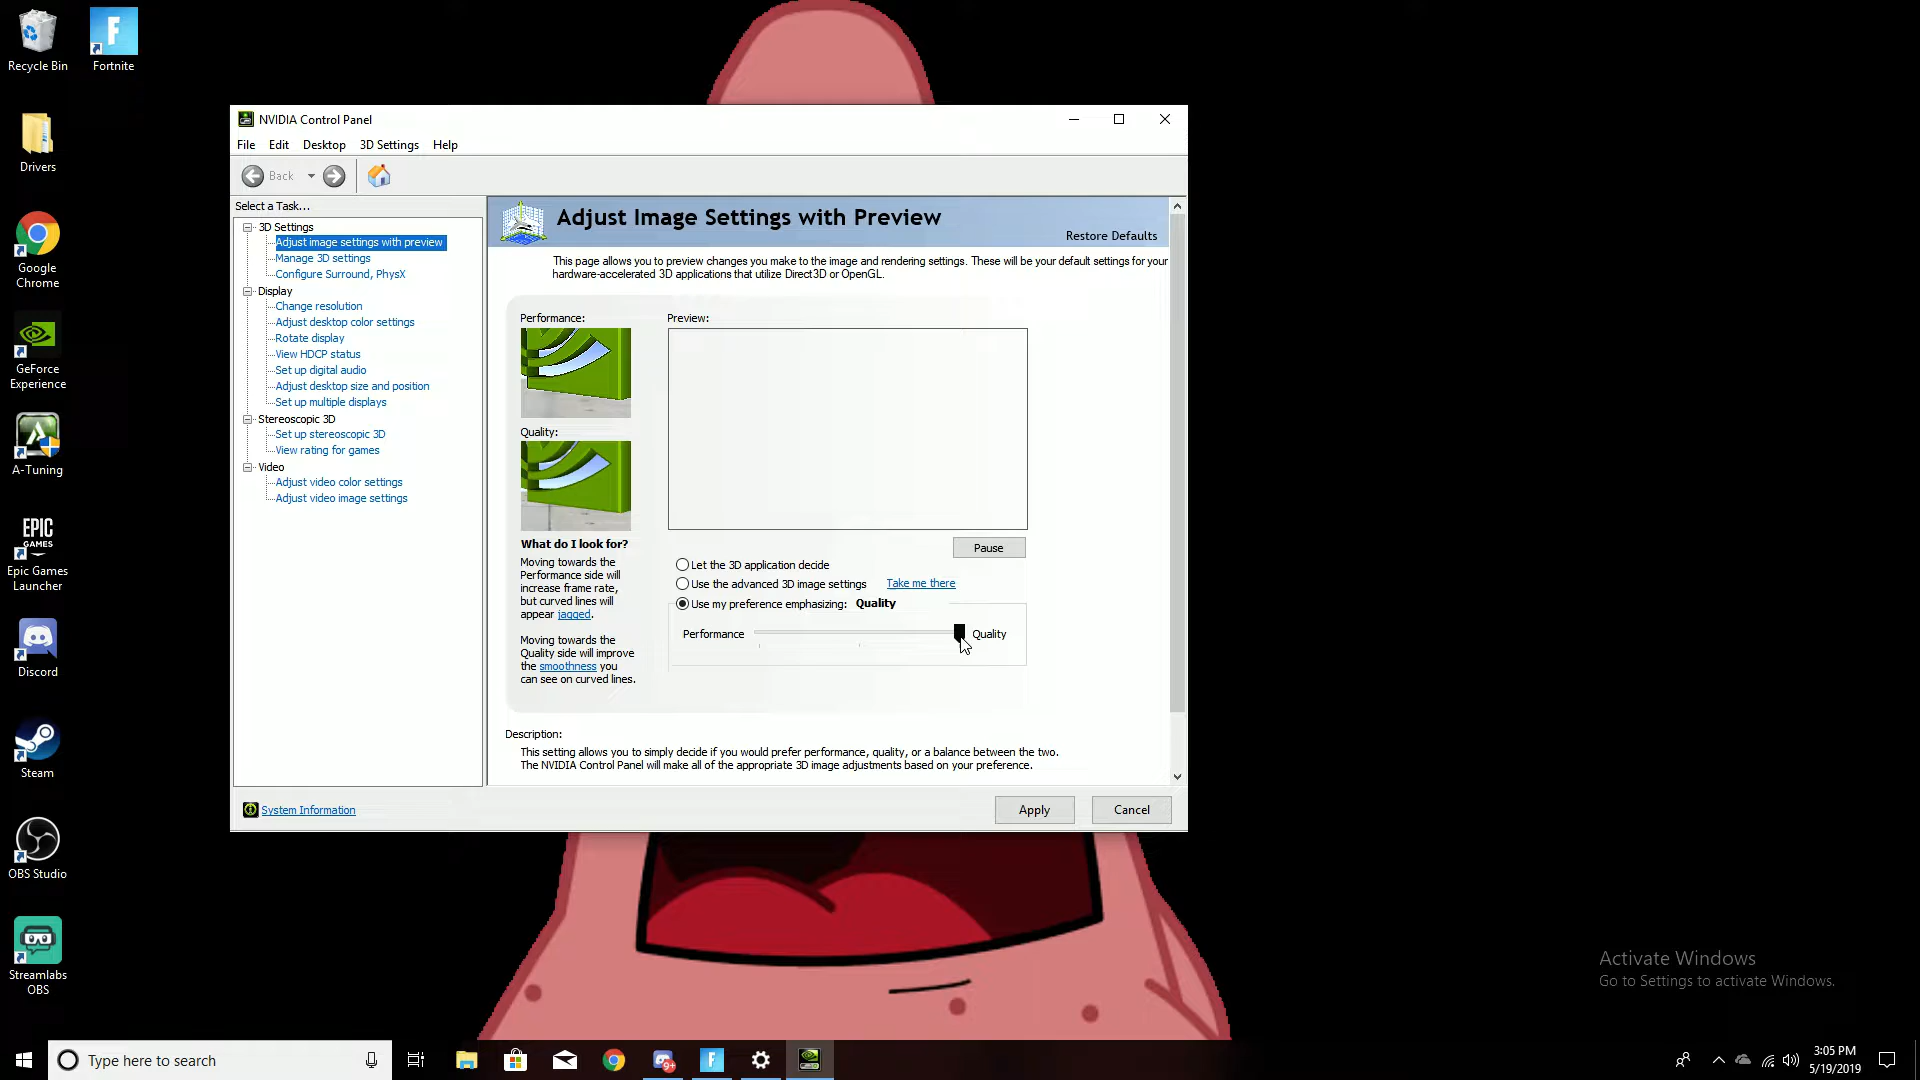 Recycle Bin
Fortnite
Drivers
Google
Chrome
GeForce
Experience
A-Tuning
EPIC
GAMES
Epic Games
Launcher
Discord
Steam
OBS Studio
Streamlabs
OBS
NVIDIA Control Panel
File Edit Desktop 3D Settings Help
Back
Select a Task...
3D Settings
Adjust image settings with preview
Manage 3D settings
Configure Surround, PhysX
Display
Change resolution
Adjust desktop color settings
Rotate display
View HDCP status
Set up digital audio
Adjust desktop size and position
Set up multiple displays
Stereoscopic 3D
Set up stereoscopic 3D
View rating for games
Video
Adjust video color settings
Adjust video image settings
System Information
Adjust Image Settings with Preview
Restore Defaults
This page allows you to preview changes you make to the image and rendering settings. These will be your default settings for your
hardware-accelerated 3D applications that utilize Direct3D or OpenGL.
Performance:
Quality:
What do I look for?
Moving towards the
Performance side will
increase frame rate,
but curved lines will
appear jagged.
Moving towards the
Quality side will improve
the smoothness you
can see on curved lines.
Preview:
Pause
Let the 3D application decide
Use the advanced 3D image settings Take me there
Use my preference emphasizing: Quality
Performance Quality
Description:
This setting allows you to simply decide if you would prefer performance, quality, or a balance between the two.
The NVIDIA Control Panel will make all of the appropriate 3D image adjustments based on your preference.
Apply Cancel
Activate Windows
Go to Settings to activate Windows.
Type here to search
9+
F
3:05 PM
5/19/2019